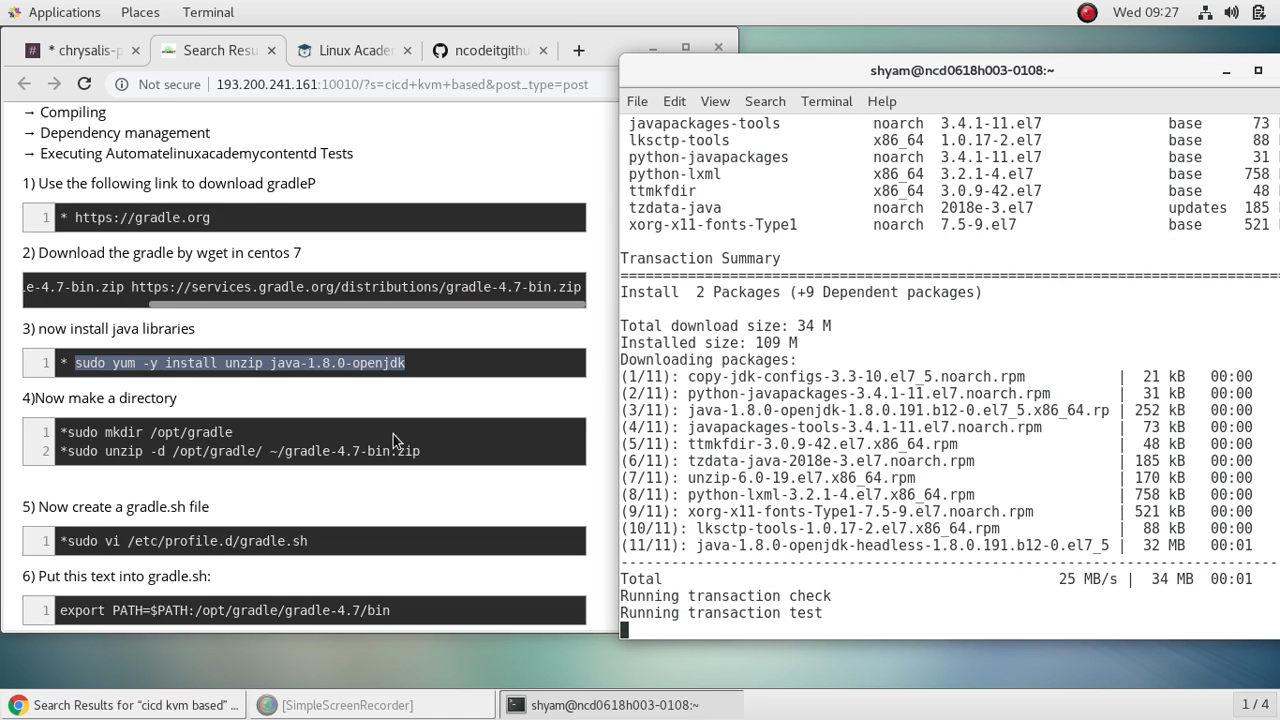 Applications Places Terminal Wed 09:27
* chrysalis-p Search Resu Linux Acade ncodeitgithu
Not secure 193.200.241.161:10010/?s=cicd+kvm+based&post_type=post
→ Compiling
→ Dependency management
→ Executing Automatelinuxacademycontentd Tests
1) Use the following link to download gradleP
1 * https://gradle.org
2) Download the gradle by wget in centos 7
e-4.7-bin.zip https://services.gradle.org/distributions/gradle-4.7-bin.zip
3) now install java libraries
1 * sudo yum -y install unzip java-1.8.0-openjdk
4)Now make a directory
1 *sudo mkdir /opt/gradle
2 *sudo unzip -d /opt/gradle/ ~/gradle-4.7-bin.zip
5) Now create a gradle.sh file
1 *sudo vi /etc/profile.d/gradle.sh
6) Put this text into gradle.sh:
1 export PATH=$PATH:/opt/gradle/gradle-4.7/bin
shyam@ncd0618h003-0108:~
File Edit View Search Terminal Help
javapackages-tools noarch 3.4.1-11.el7 base 73
lksctp-tools x86_64 1.0.17-2.el7 base 88
python-javapackages noarch 3.4.1-11.el7 base 31
python-lxml x86_64 3.2.1-4.el7 base 758
ttmkfdir x86_64 3.0.9-42.el7 base 48
tzdata-java noarch 2018e-3.el7 updates 185
xorg-x11-fonts-Type1 noarch 7.5-9.el7 base 521
Transaction Summary
================================================================================
Install 2 Packages (+9 Dependent packages)
Total download size: 34 M
Installed size: 109 M
Downloading packages:
(1/11): copy-jdk-configs-3.3-10.el7_5.noarch.rpm | 21 kB 00:00
(2/11): python-javapackages-3.4.1-11.el7.noarch.rpm | 31 kB 00:00
(3/11): java-1.8.0-openjdk-1.8.0.191.b12-0.el7_5.x86_64.rp | 252 kB 00:00
(4/11): javapackages-tools-3.4.1-11.el7.noarch.rpm | 73 kB 00:00
(5/11): ttmkfdir-3.0.9-42.el7.x86_64.rpm | 48 kB 00:00
(6/11): tzdata-java-2018e-3.el7.noarch.rpm | 185 kB 00:00
(7/11): unzip-6.0-19.el7.x86_64.rpm | 170 kB 00:00
(8/11): python-lxml-3.2.1-4.el7.x86_64.rpm | 758 kB 00:00
(9/11): xorg-x11-fonts-Type1-7.5-9.el7.noarch.rpm | 521 kB 00:00
(10/11): lksctp-tools-1.0.17-2.el7.x86_64.rpm | 88 kB 00:00
(11/11): java-1.8.0-openjdk-headless-1.8.0.191.b12-0.el7_5 | 32 MB 00:01
--------------------------------------------------------------------------------
Total 25 MB/s | 34 MB 00:01
Running transaction check
Running transaction test
Search Results for “cicd kvm based” ... [SimpleScreenRecorder] shyam@ncd0618h003-0108:~ 1 / 4